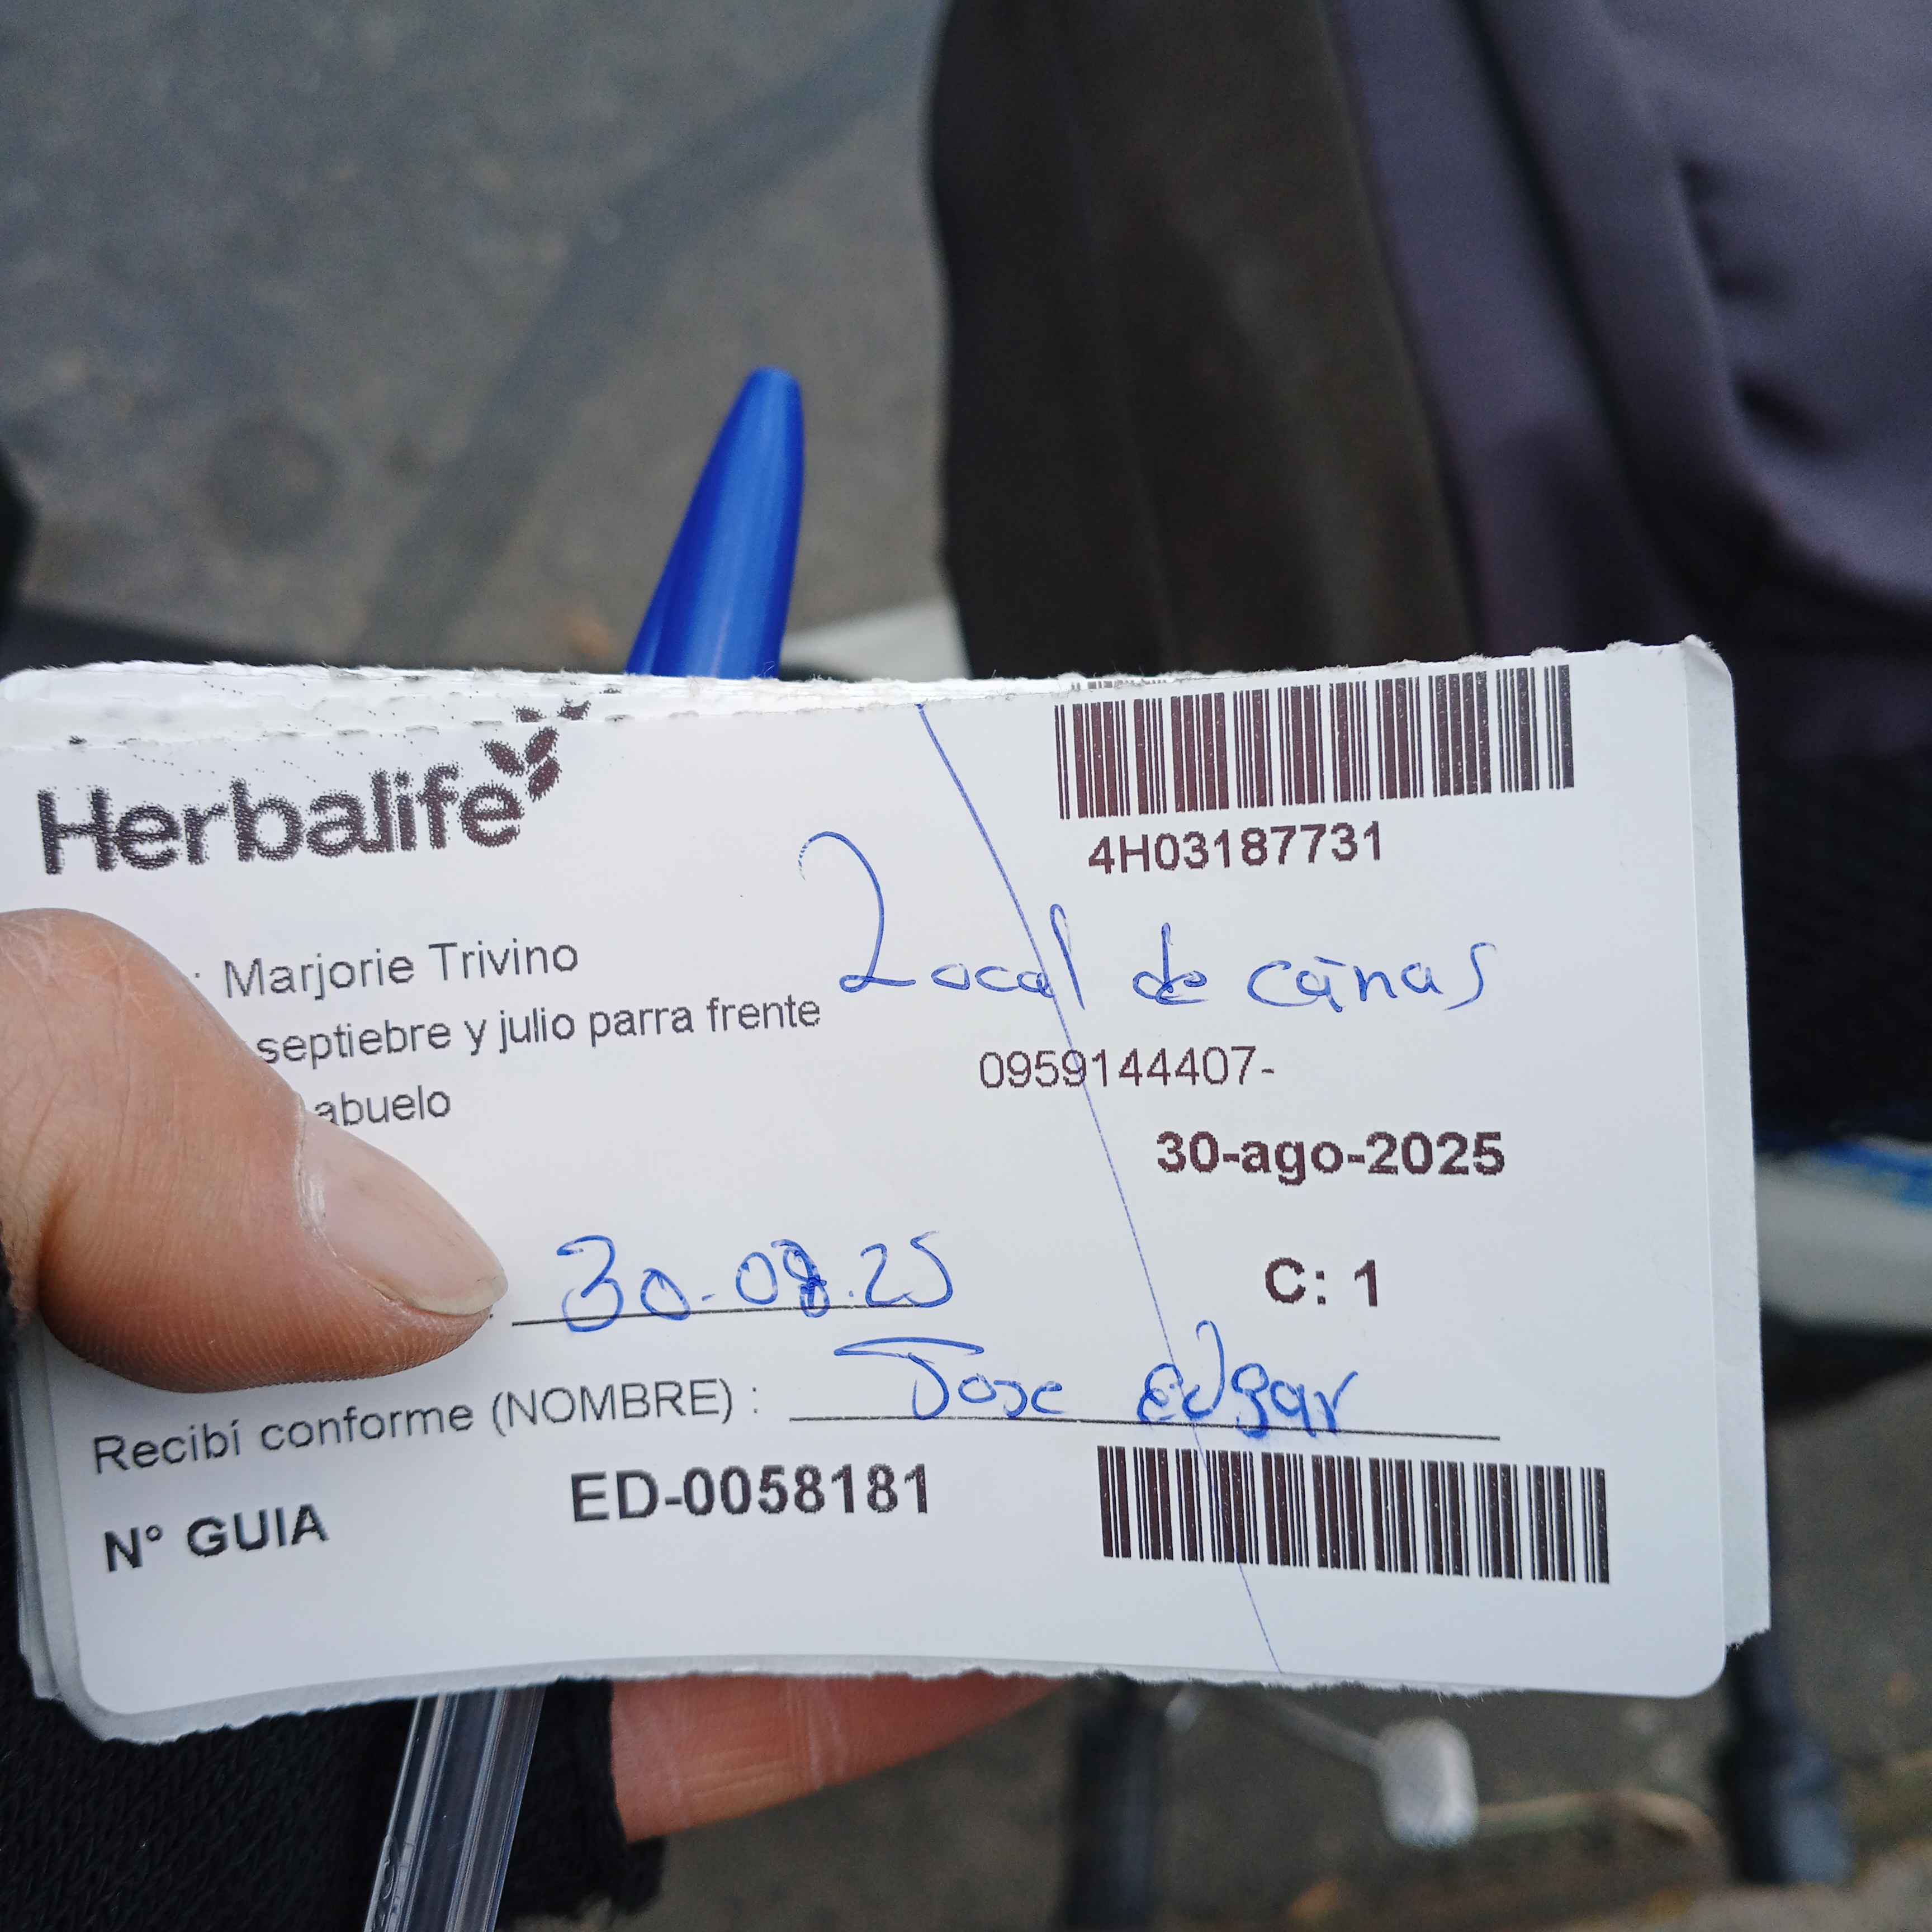 Herbalife
4H03187731
: Marjorie Trivino
Local de cañas
septiebre y julio parra frente
0959144407-
abuelo
30-ago-2025
30-08-25
C: 1
Recibí conforme (NOMBRE) : Jose Edgar
N° GUIA ED-0058181